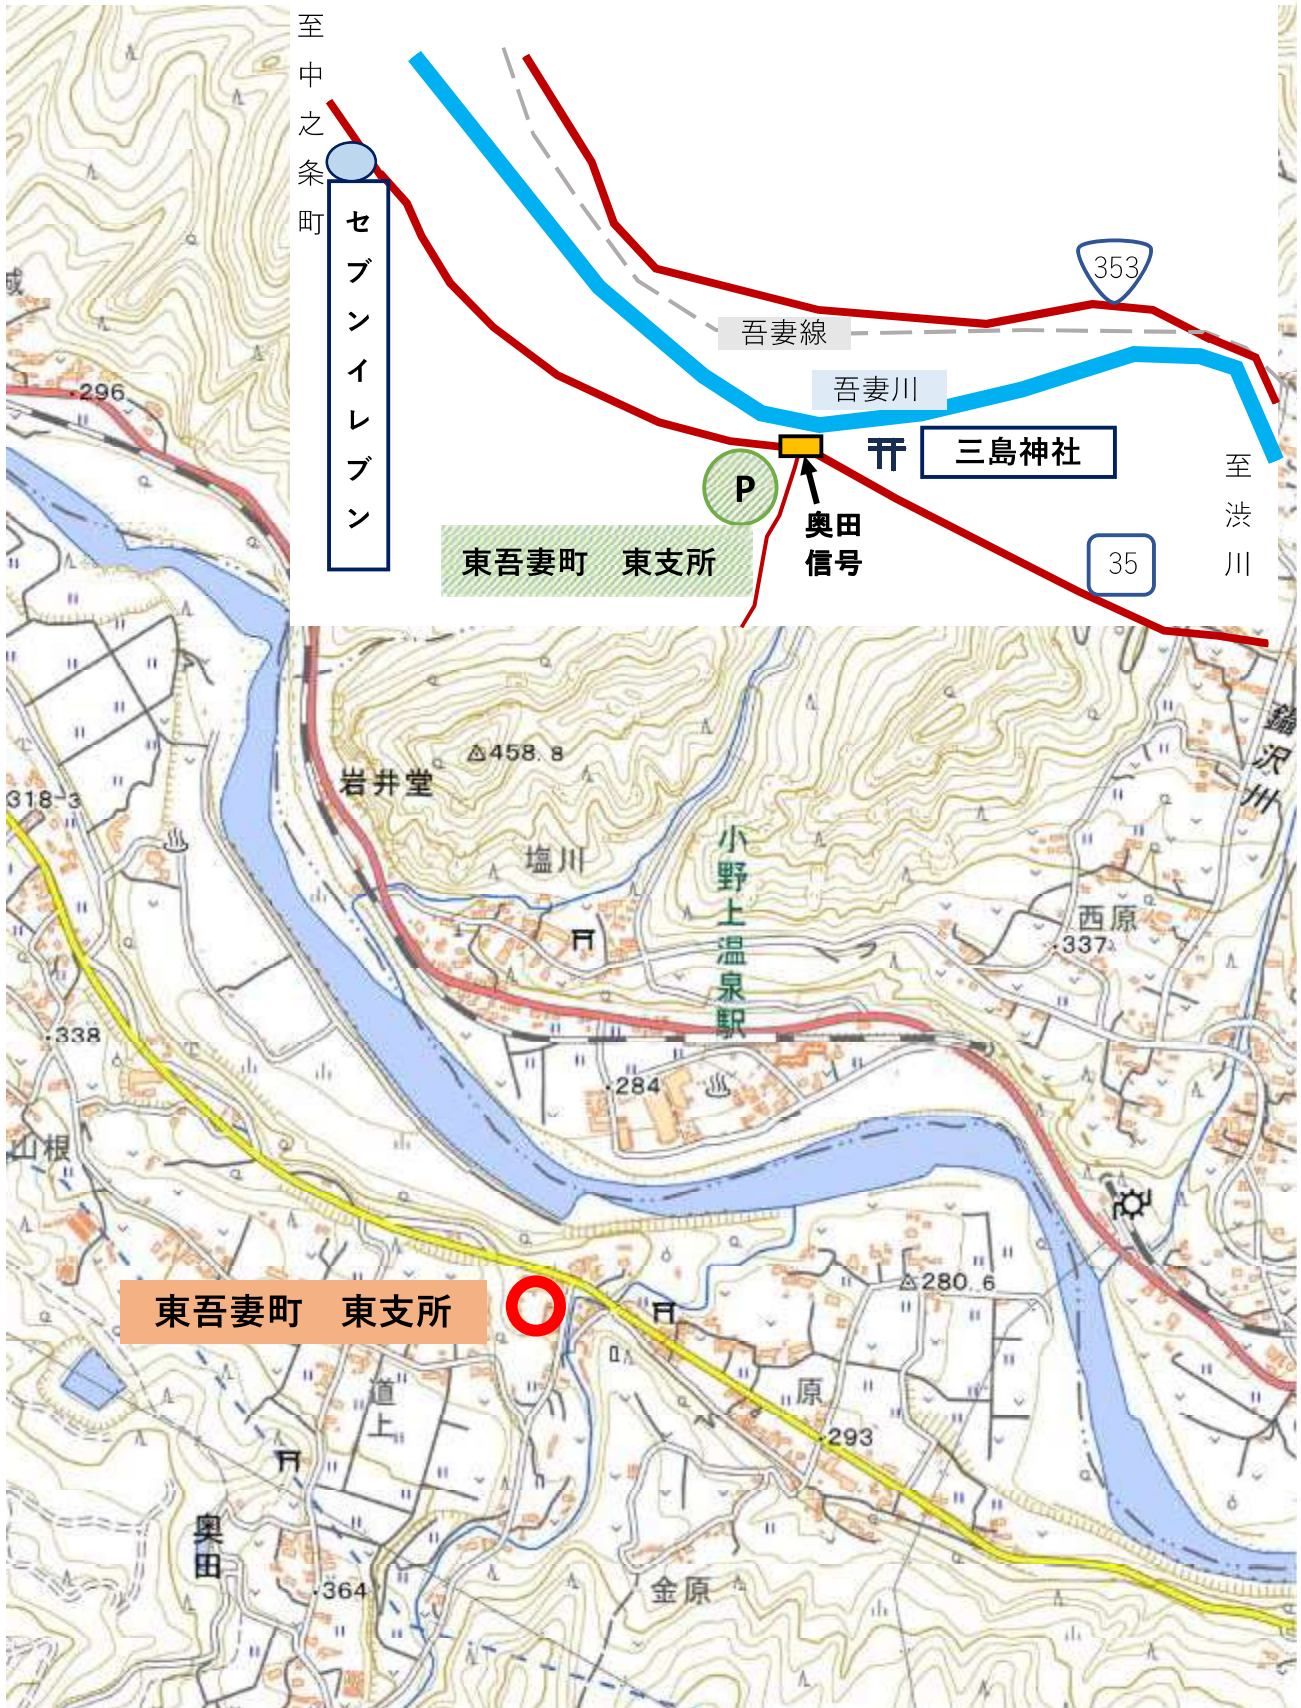 至中之条町
セブンイレブン
353
吾妻線
吾妻川
三島神社
至渋川
P
奥田
信号
東吾妻町 東支所
35
296
458.8
岩井堂
318-3
塩川
小野上温泉駅
西原
337
338
284
山根
280.6
東吾妻町 東支所
道上
原
293
奥田
364
金原